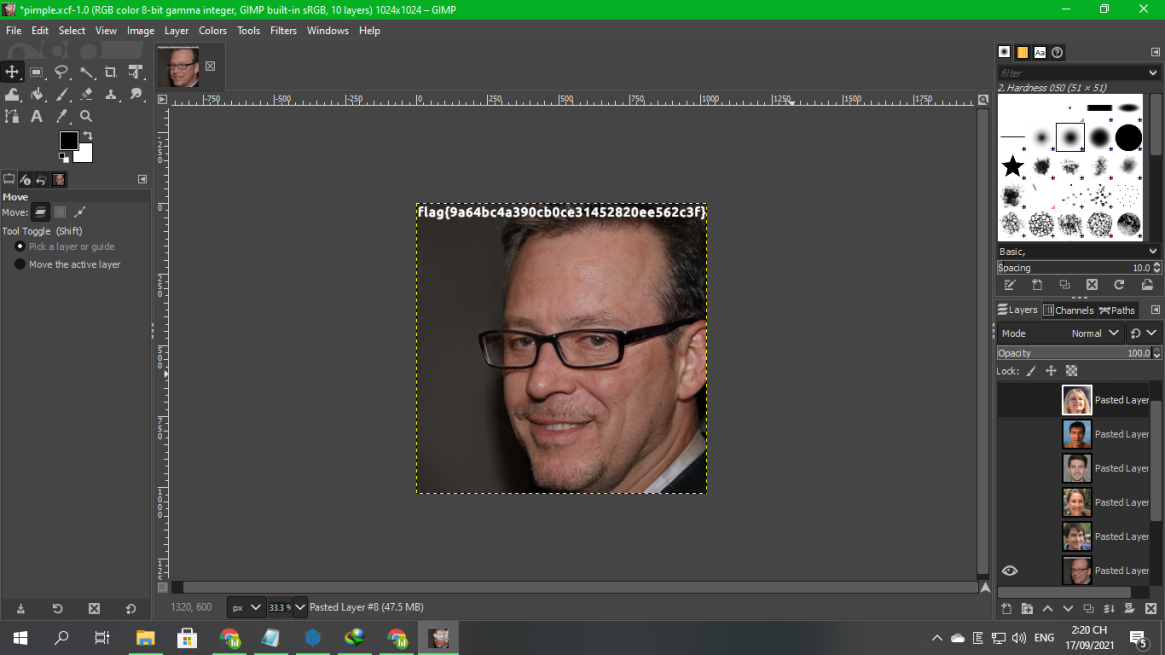 *pimple.xcf-1.0 (RGB color 8-bit gamma integer, GIMP built-in sRGB, 10 layers) 1024x1024 – GIMP
File Edit Select View Image Layer Colors Tools Filters Windows Help
filter
2. Hardness 050 (51 × 51)
-750 -500 -250 0 250 500 750 1000 1250 1500 1750
Move
Move:
Tool Toggle (Shift)
Pick a layer or guide
Move the active layer
flag{9a64bc4a390cb0ce31452820ee562c3f}
Basic,
Spacing 10.0
Layers Channels Paths
Mode Normal
Opacity 100.0
Lock:
Pasted Layer
Pasted Layer
Pasted Layer
Pasted Layer
Pasted Layer
Pasted Layer
1320, 600 px 33.3 % Pasted Layer #8 (47.5 MB)
ENG
2:20 CH
17/09/2021
5